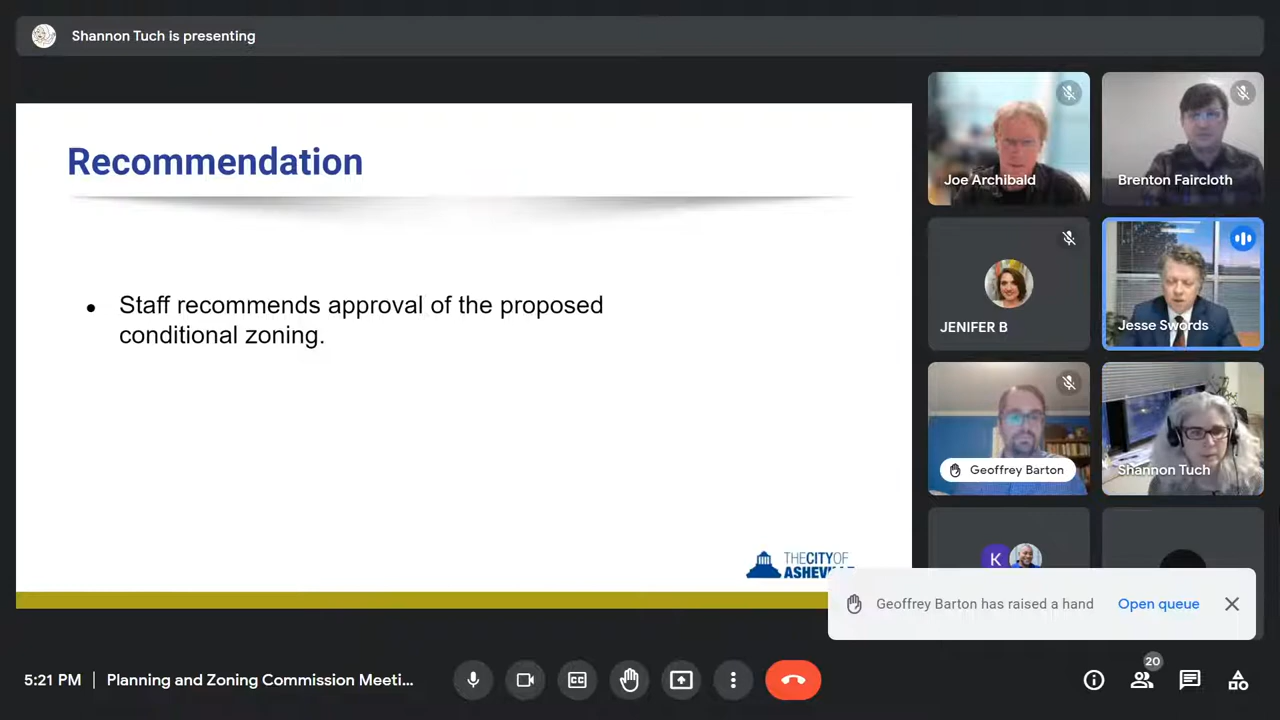 Shannon Tuch is presenting
Recommendation
● Staff recommends approval of the proposed
conditional zoning.
THE CITY OF
Joe Archibald
Brenton Faircloth
JENIFER B
Jesse Swords
Geoffrey Barton
Shannon Tuch
K
Geoffrey Barton has raised a hand
Open queue
5:21 PM
Planning and Zoning Commission Meeti...
CC
20